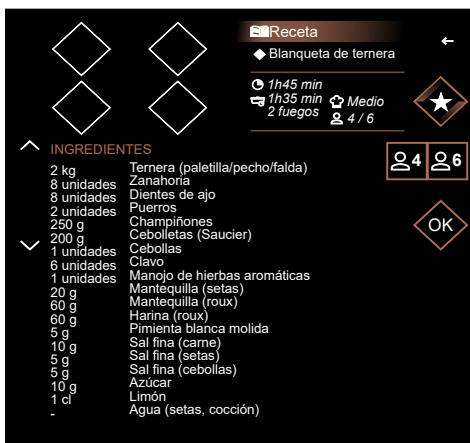 Receta
Blanqueta de ternera
1h45 min
1h35 min Medio
2 fuegos 4 / 6
INGREDIENTES
4 6
2 kg Ternera (paletilla/pecho/falda)
8 unidades Zanahoria
8 unidades Dientes de ajo
2 unidades Puerros
250 g Champiñones
200 g Cebolletas (Saucier)
1 unidades Cebollas
6 unidades Clavo
1 unidades Manojo de hierbas aromáticas
20 g Mantequilla (setas)
60 g Mantequilla (roux)
60 g Harina (roux)
5 g Pimienta blanca molida
10 g Sal fina (carne)
5 g Sal fina (setas)
5 g Sal fina (cebollas)
10 g Azúcar
1 cl Limón
- Agua (setas, cocción)
OK